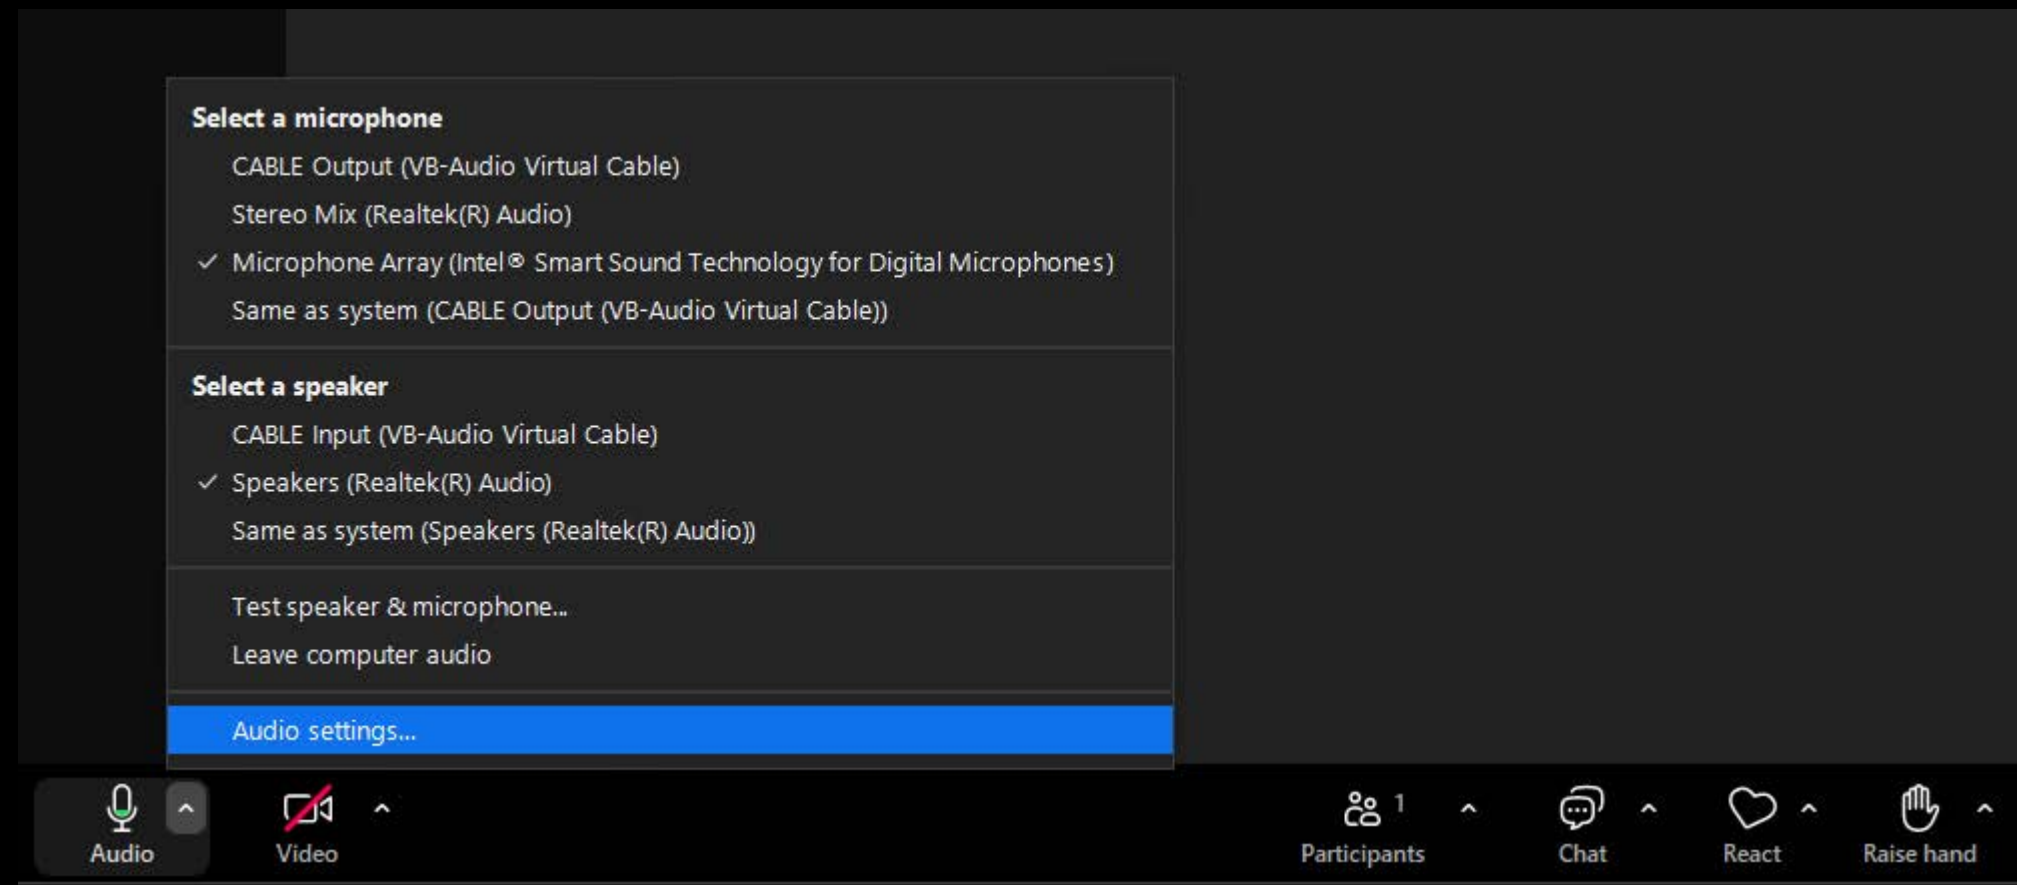 Select a microphone
CABLE Output (VB-Audio Virtual Cable)
Stereo Mix (Realtek(R) Audio)
Microphone Array (Intel® Smart Sound Technology for Digital Microphones)
Same as system (CABLE Output (VB-Audio Virtual Cable))
Select a speaker
CABLE Input (VB-Audio Virtual Cable)
Speakers (Realtek(R) Audio)
Same as system (Speakers (Realtek(R) Audio))
Test speaker & microphone...
Leave computer audio
Audio settings...
1
Audio Video Participants Chat React Raise hand